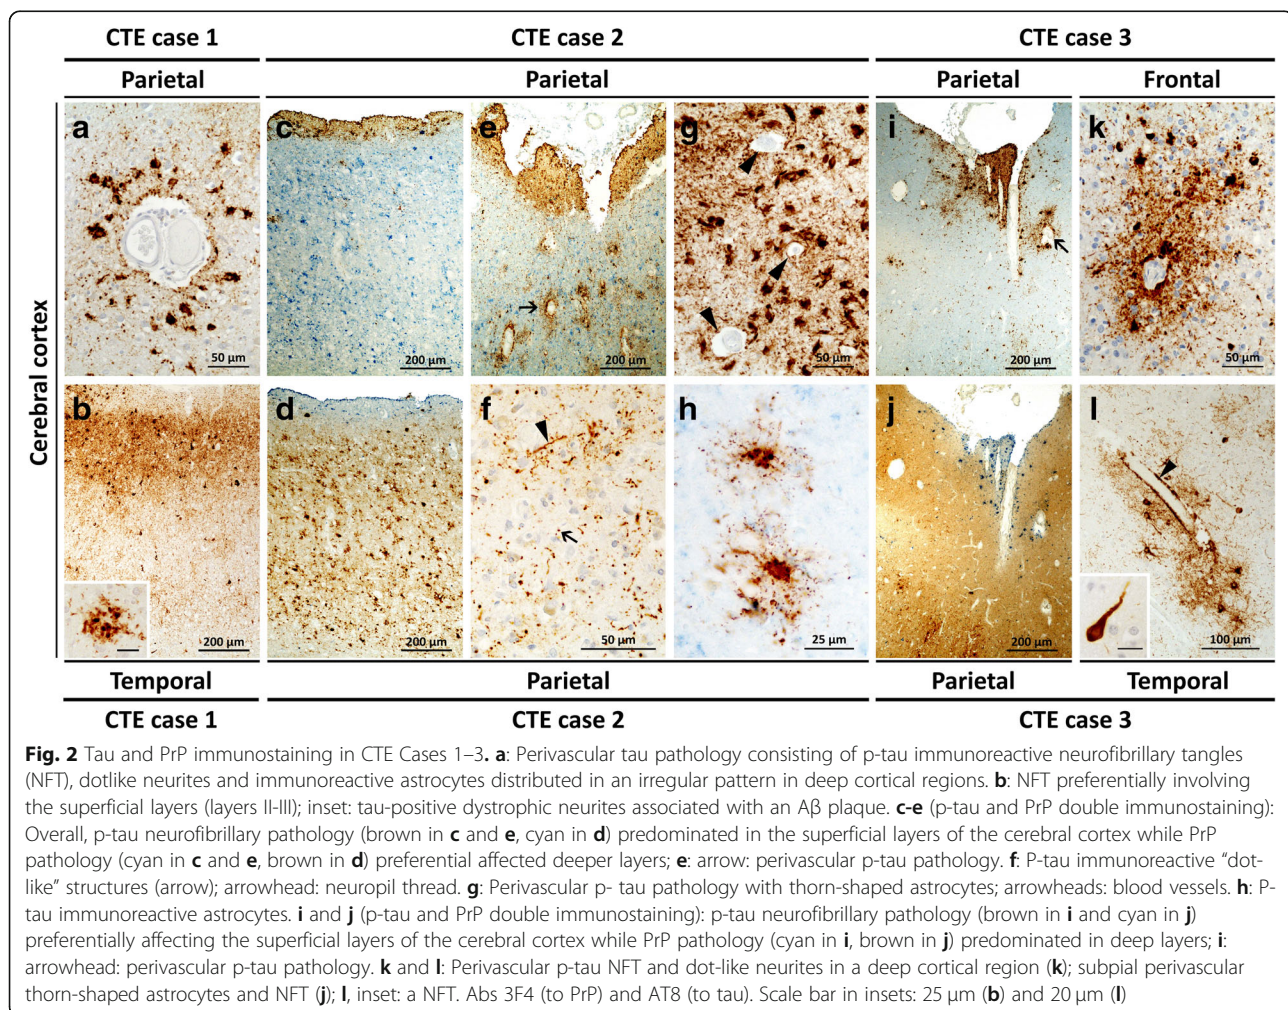 CTE case 1 CTE case 2 CTE case 3
Parietal Parietal Parietal Frontal
Cerebral cortex
a c e g i k
50 µm 200 µm 200 µm 50 µm 200 µm 50 µm
b d f h j l
200 µm 200 µm 50 µm 25 µm 200 µm 100 µm
Temporal Parietal Parietal Temporal
CTE case 1 CTE case 2 CTE case 3
Fig. 2 Tau and PrP immunostaining in CTE Cases 1–3. a: Perivascular tau pathology consisting of p-tau immunoreactive neurofibrillary tangles
(NFT), dotlike neurites and immunoreactive astrocytes distributed in an irregular pattern in deep cortical regions. b: NFT preferentially involving
the superficial layers (layers II-III); inset: tau-positive dystrophic neurites associated with an Aβ plaque. c-e (p-tau and PrP double immunostaining):
Overall, p-tau neurofibrillary pathology (brown in c and e, cyan in d) predominated in the superficial layers of the cerebral cortex while PrP
pathology (cyan in c and e, brown in d) preferential affected deeper layers; e: arrow: perivascular p-tau pathology. f: P-tau immunoreactive “dot-
like” structures (arrow); arrowhead: neuropil thread. g: Perivascular p- tau pathology with thorn-shaped astrocytes; arrowheads: blood vessels. h: P-
tau immunoreactive astrocytes. i and j (p-tau and PrP double immunostaining): p-tau neurofibrillary pathology (brown in i and cyan in j)
preferentially affecting the superficial layers of the cerebral cortex while PrP pathology (cyan in i, brown in j) predominated in deep layers; i:
arrowhead: perivascular p-tau pathology. k and l: Perivascular p-tau NFT and dot-like neurites in a deep cortical region (k); subpial perivascular
thorn-shaped astrocytes and NFT (j); l, inset: a NFT. Abs 3F4 (to PrP) and AT8 (to tau). Scale bar in insets: 25 µm (b) and 20 µm (l)